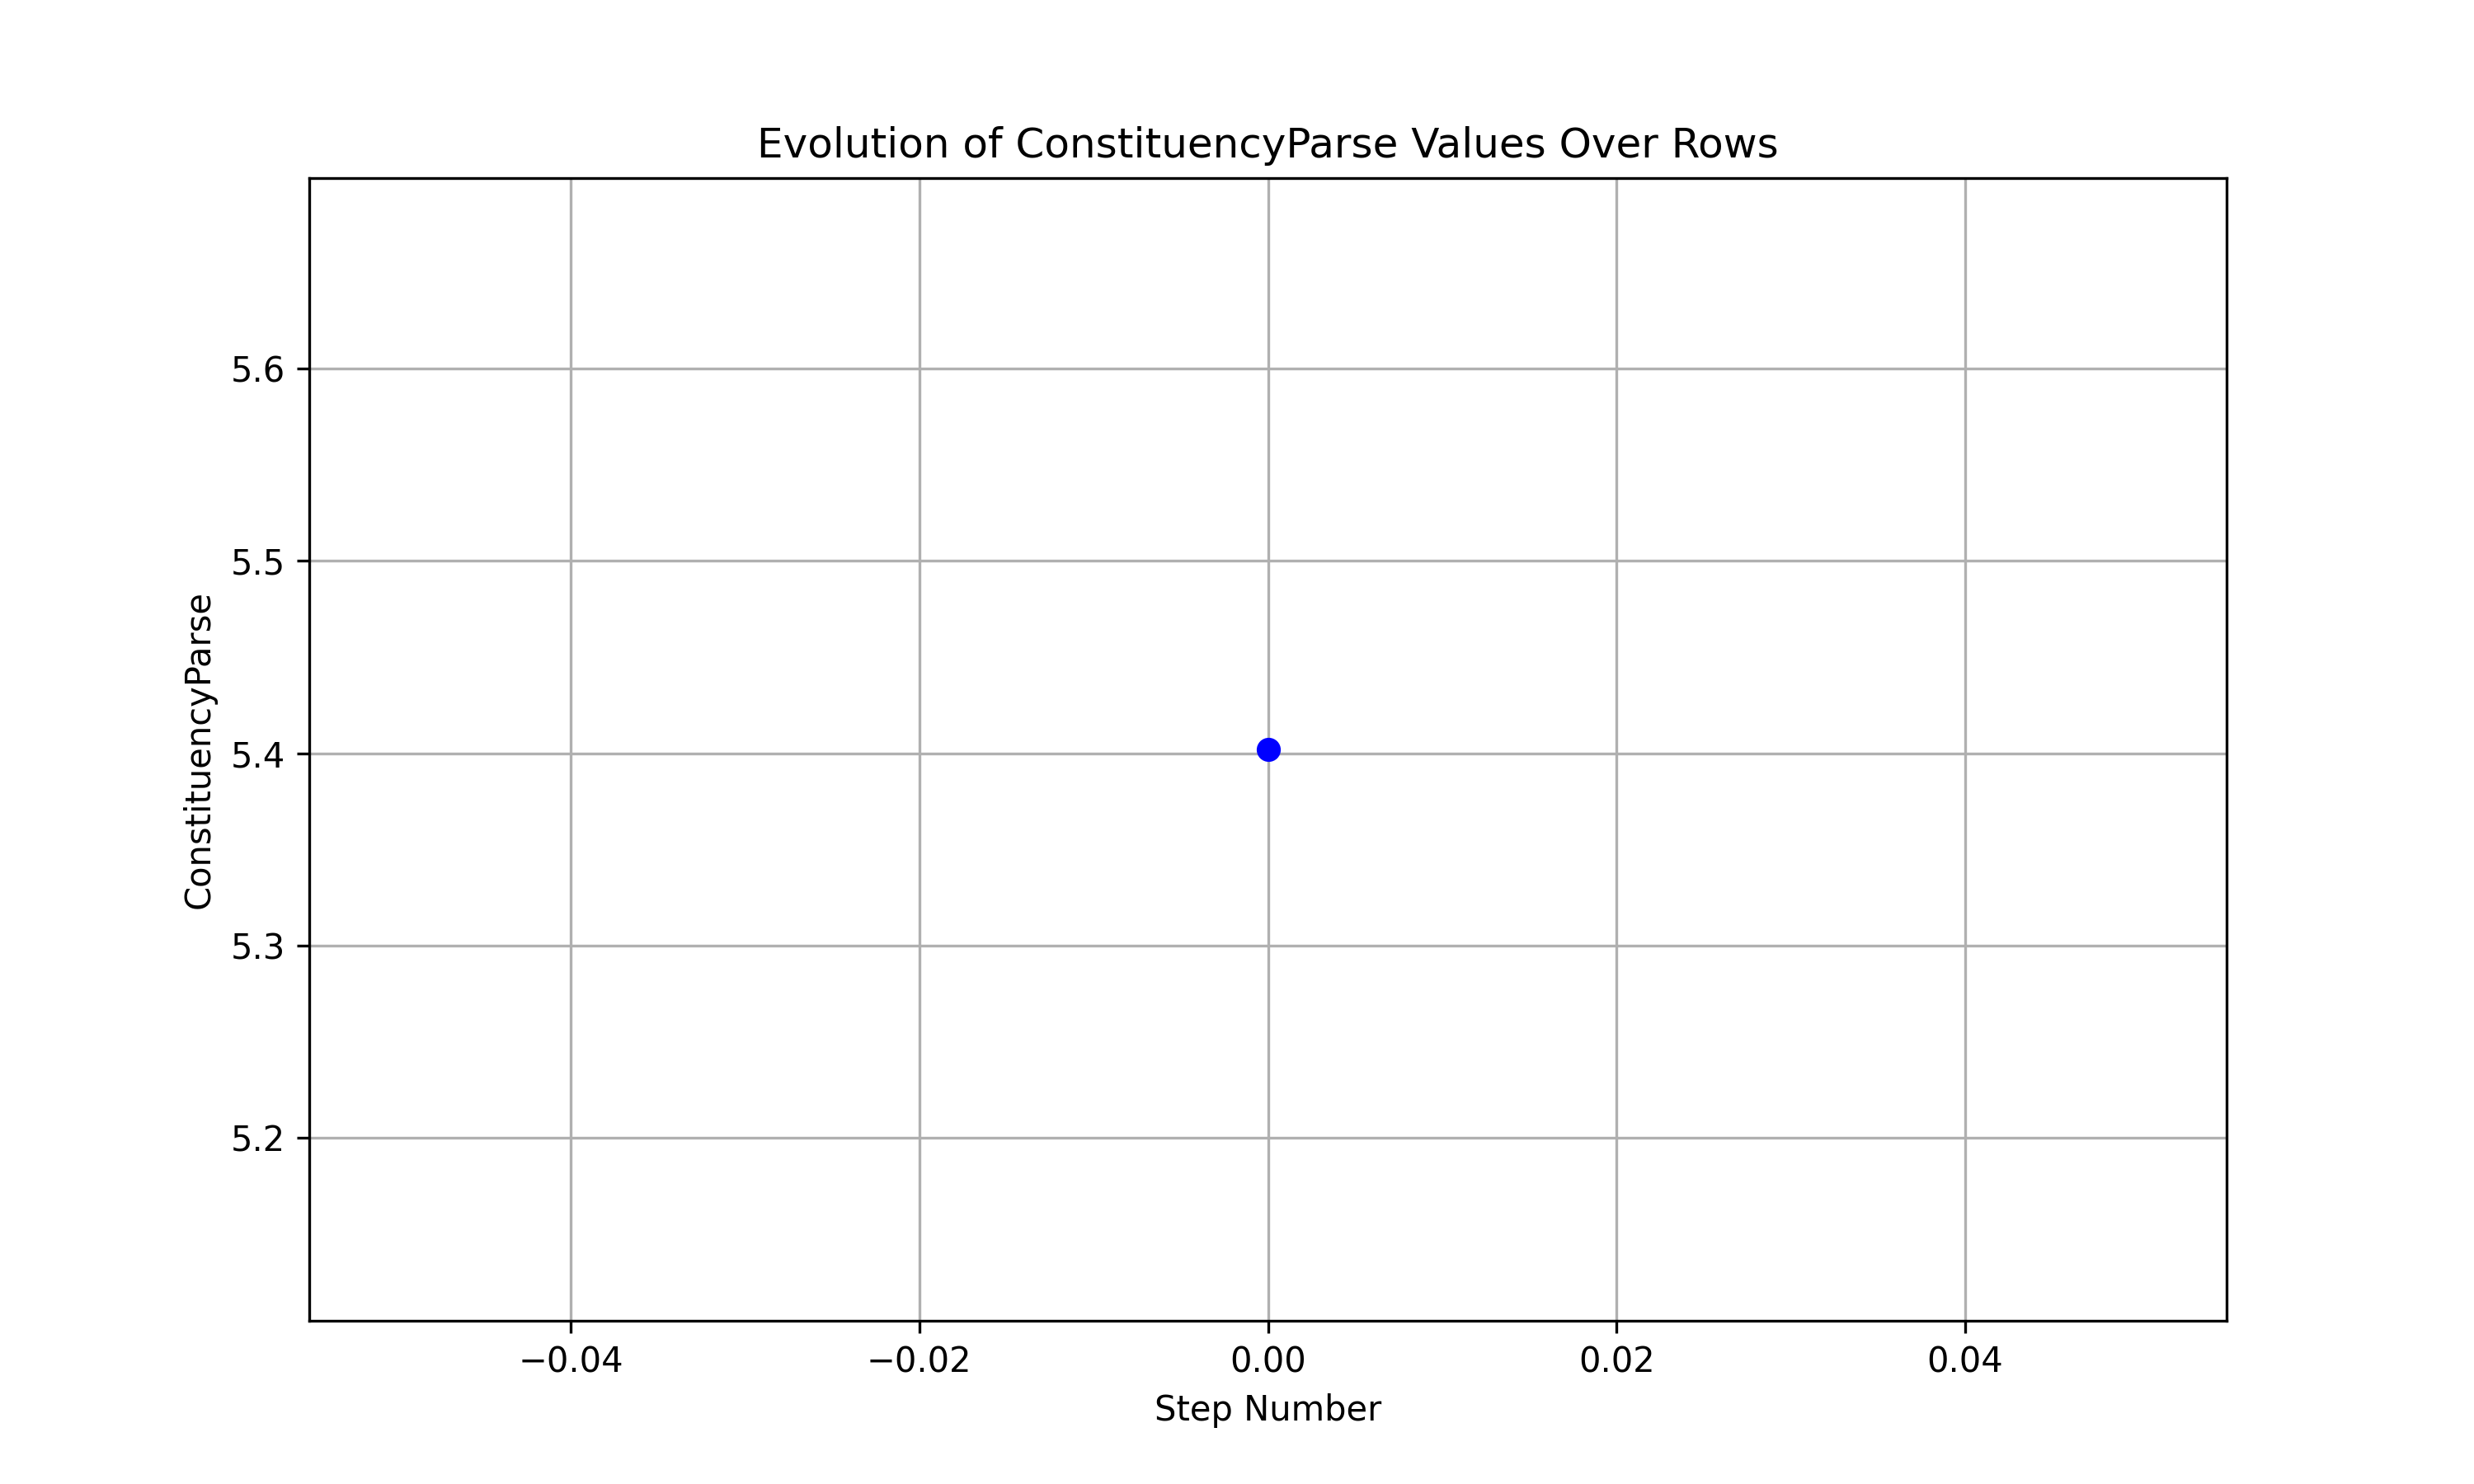 Evolution of ConstituencyParse Values Over Rows
ConstituencyParse
5.6
5.5
5.4
5.3
5.2
−0.04 −0.02 0.00 0.02 0.04
Step Number